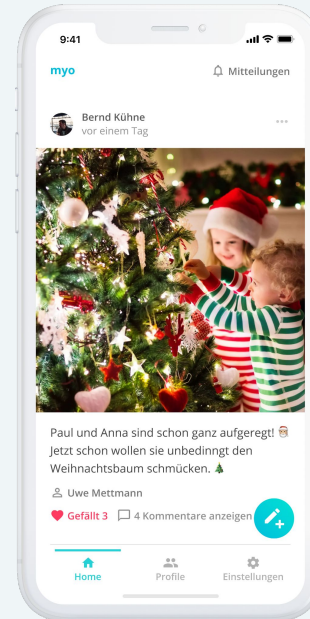 9:41
myo
Mitteilungen
Bernd Kühne
vor einem Tag
Paul und Anna sind schon ganz aufgeregt! 🎅
Jetzt schon wollen sie unbedinngt den
Weihnachtsbaum schmücken. 🎄
Uwe Mettmann
Gefällt 3 4 Kommentare anzeigen
Home Profile Einstellungen